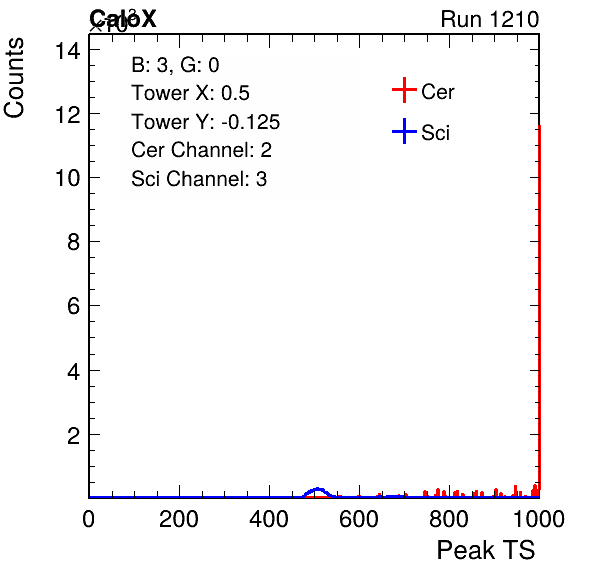 CaloX
Run 1210
×10³
Counts
14
12
10
8
6
4
2
B: 3, G: 0
Tower X: 0.5
Tower Y: -0.125
Cer Channel: 2
Sci Channel: 3
Cer
Sci
0 200 400 600 800 1000
Peak TS